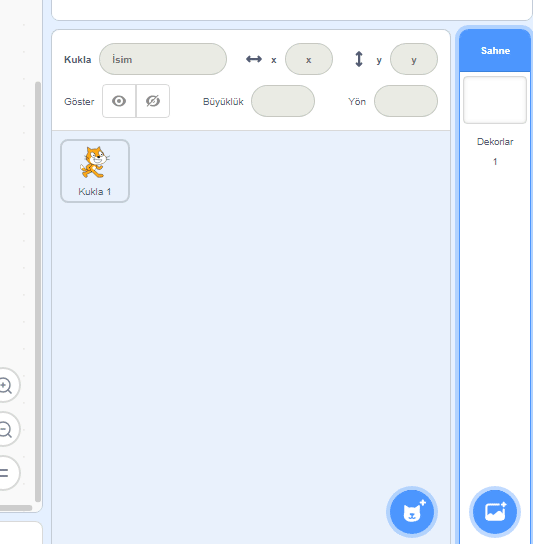 Kukla İsim x x y y
Sahne
Göster Büyüklük Yön
Dekorlar
1
Kukla 1